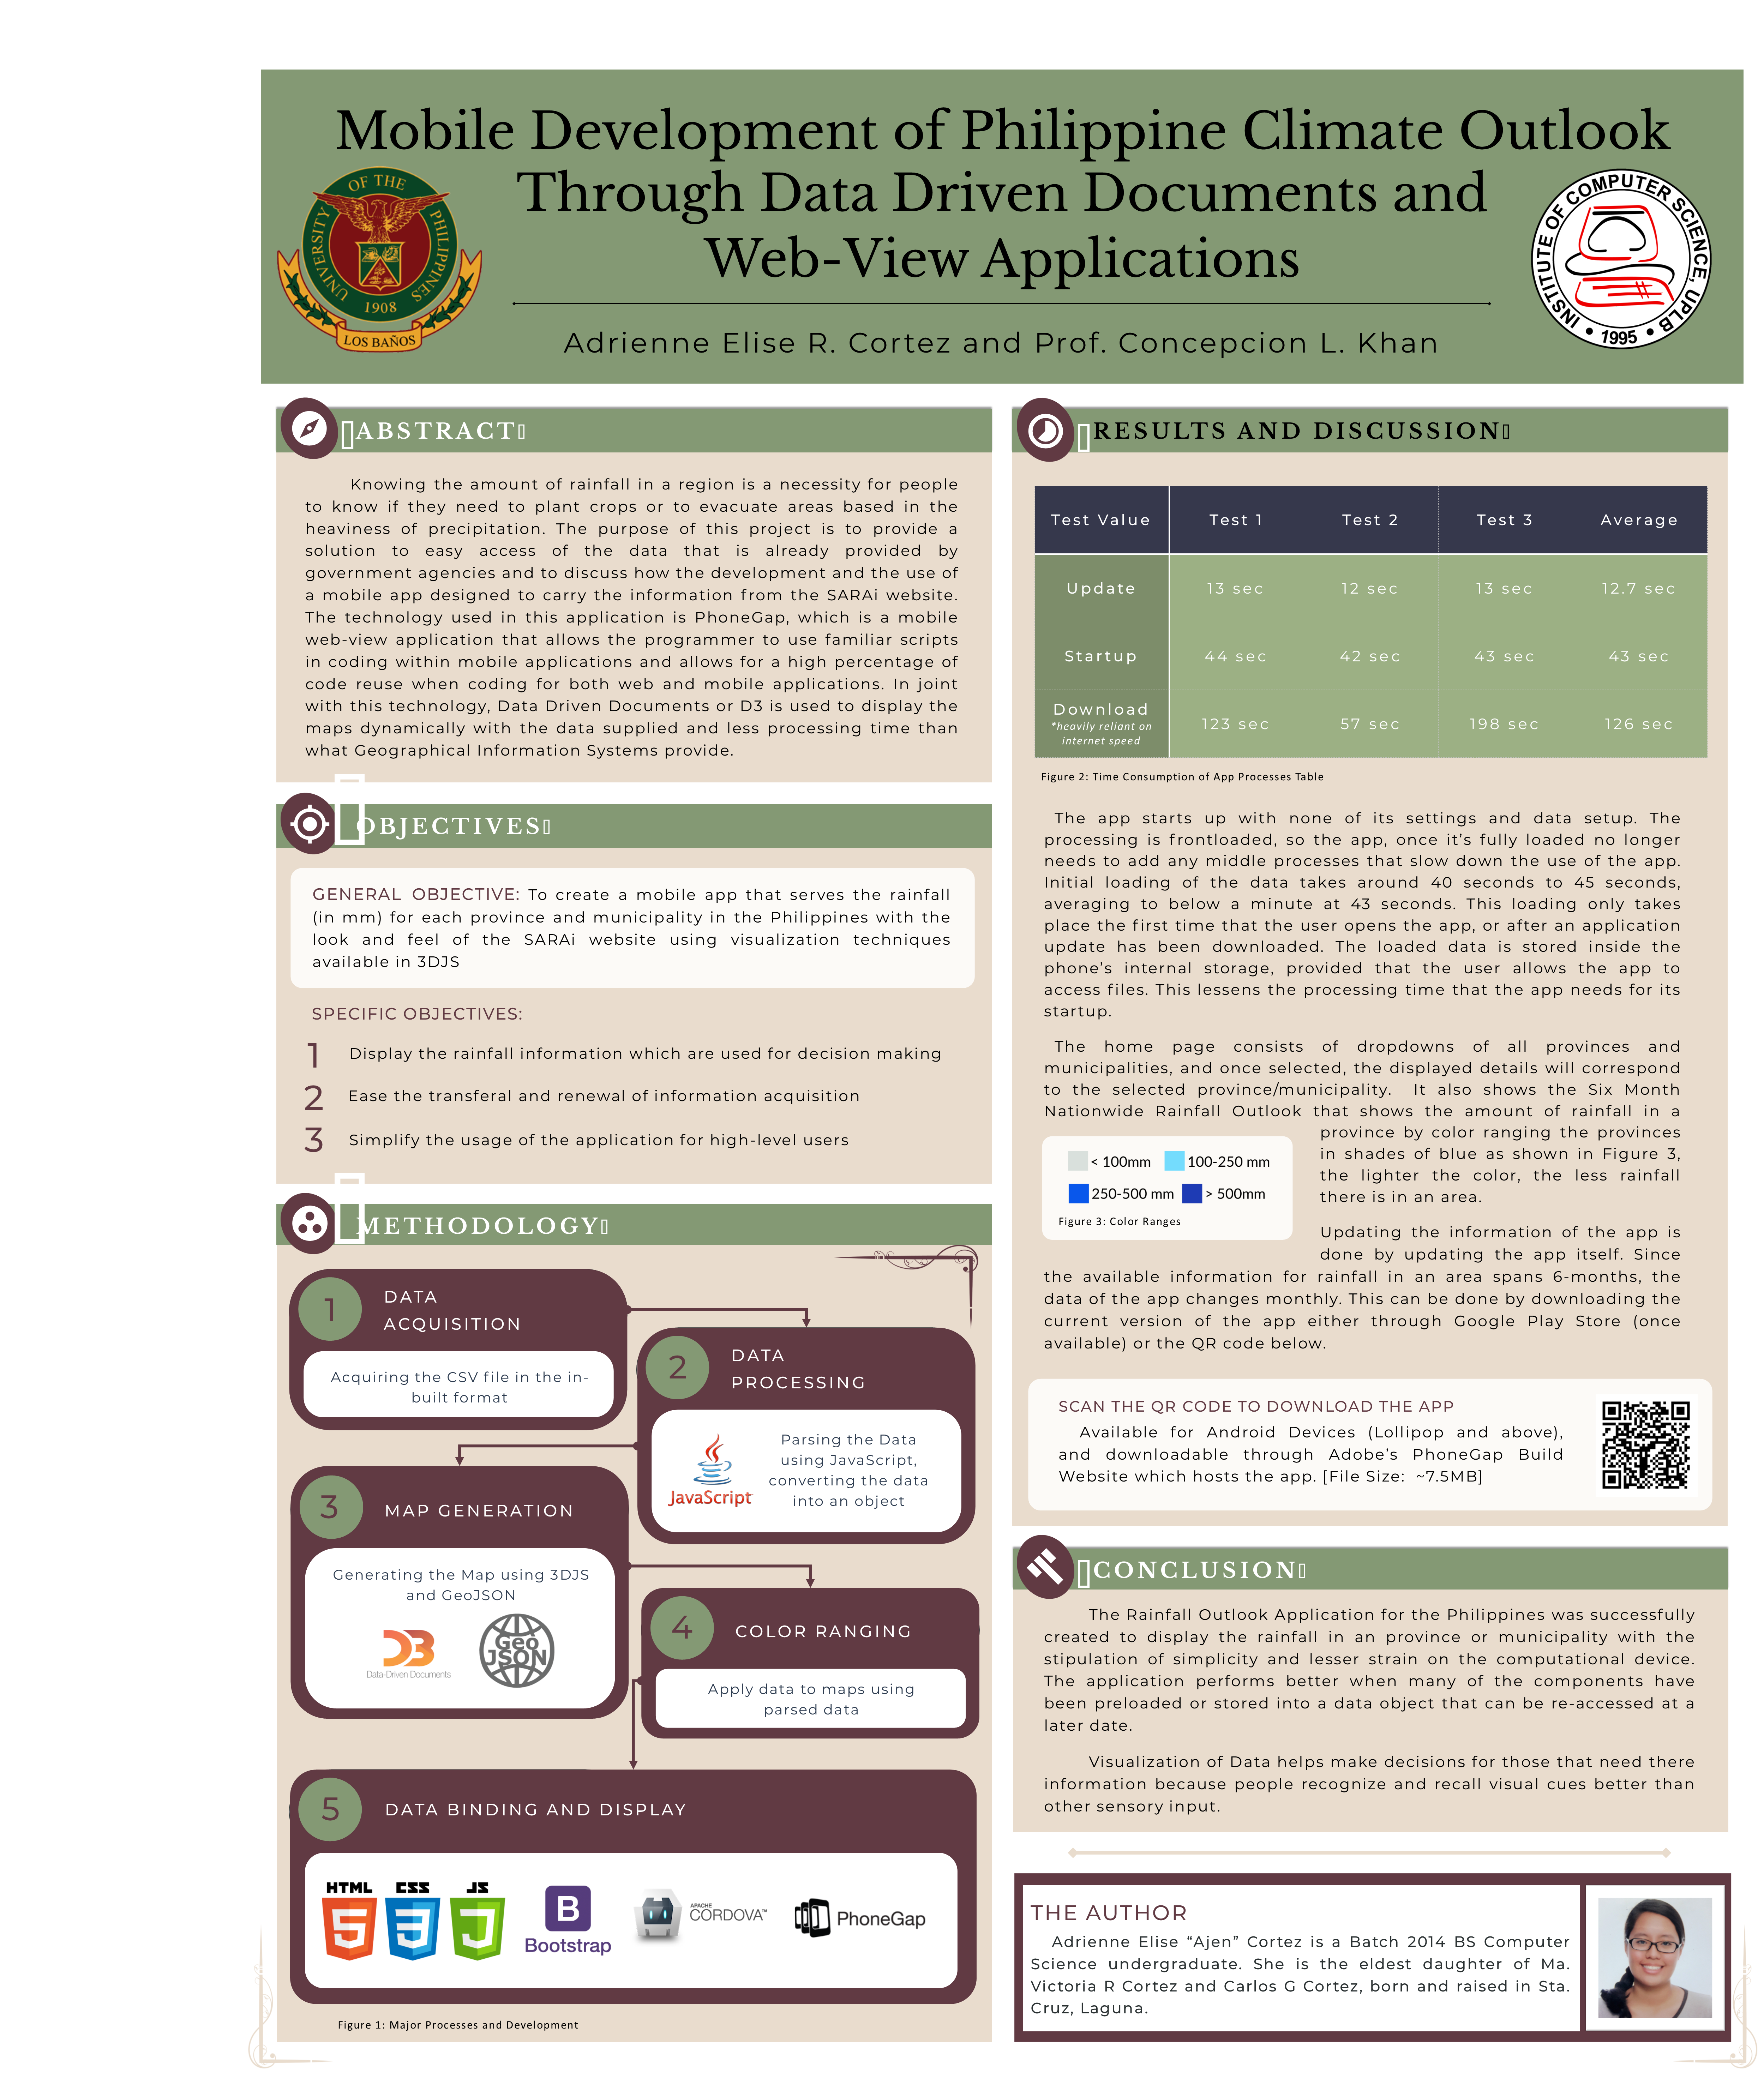 Mobile Development of Philippine Climate Outlook
Through Data Driven Documents and
Web-View Applications
Adrienne Elise R. Cortez and Prof. Concepcion L. Khan
UNIVERSITY OF THE PHILIPPINES
1908
LOS BAÑOS
INSTITUTE OF COMPUTER SCIENCE, UPLB
• 1995 •
ABSTRACT
Knowing the amount of rainfall in a region is a necessity for people
to know if they need to plant crops or to evacuate areas based in the
heaviness of precipitation. The purpose of this project is to provide a
solution to easy access of the data that is already provided by
government agencies and to discuss how the development and the use of
a mobile app designed to carry the information from the SARAi website.
The technology used in this application is PhoneGap, which is a mobile
web-view application that allows the programmer to use familiar scripts
in coding within mobile applications and allows for a high percentage of
code reuse when coding for both web and mobile applications. In joint
with this technology, Data Driven Documents or D3 is used to display the
maps dynamically with the data supplied and less processing time than
what Geographical Information Systems provide.
OBJECTIVES
GENERAL OBJECTIVE: To create a mobile app that serves the rainfall
(in mm) for each province and municipality in the Philippines with the
look and feel of the SARAi website using visualization techniques
available in 3DJS
SPECIFIC OBJECTIVES:
1 Display the rainfall information which are used for decision making
2 Ease the transferal and renewal of information acquisition
3 Simplify the usage of the application for high-level users
METHODOLOGY
1 DATA
ACQUISITION
Acquiring the CSV file in the in-
built format
2 DATA
PROCESSING
JavaScript
Parsing the Data
using JavaScript,
converting the data
into an object
3 MAP GENERATION
Generating the Map using 3DJS
and GeoJSON
D3
Data-Driven Documents
Geo
JSON
4 COLOR RANGING
Apply data to maps using
parsed data
5 DATA BINDING AND DISPLAY
HTML
5
CSS
3
JS
J
B
Bootstrap
APACHE
CORDOVA™
PhoneGap
Figure 1: Major Processes and Development
RESULTS AND DISCUSSION
Test Value Test 1 Test 2 Test 3 Average
Update 13 sec 12 sec 13 sec 12.7 sec
Startup 44 sec 42 sec 43 sec 43 sec
Download 123 sec 57 sec 198 sec 126 sec
*heavily reliant on
internet speed
Figure 2: Time Consumption of App Processes Table
The app starts up with none of its settings and data setup. The
processing is frontloaded, so the app, once it’s fully loaded no longer
needs to add any middle processes that slow down the use of the app.
Initial loading of the data takes around 40 seconds to 45 seconds,
averaging to below a minute at 43 seconds. This loading only takes
place the first time that the user opens the app, or after an application
update has been downloaded. The loaded data is stored inside the
phone’s internal storage, provided that the user allows the app to
access files. This lessens the processing time that the app needs for its
startup.
The home page consists of dropdowns of all provinces and
municipalities, and once selected, the displayed details will correspond
to the selected province/municipality. It also shows the Six Month
Nationwide Rainfall Outlook that shows the amount of rainfall in a
province by color ranging the provinces
in shades of blue as shown in Figure 3,
the lighter the color, the less rainfall
there is in an area.
< 100mm 100-250 mm
250-500 mm > 500mm
Figure 3: Color Ranges
Updating the information of the app is
done by updating the app itself. Since
the available information for rainfall in an area spans 6-months, the
data of the app changes monthly. This can be done by downloading the
current version of the app either through Google Play Store (once
available) or the QR code below.
SCAN THE QR CODE TO DOWNLOAD THE APP
Available for Android Devices (Lollipop and above),
and downloadable through Adobe’s PhoneGap Build
Website which hosts the app. [File Size: ~7.5MB]
CONCLUSION
The Rainfall Outlook Application for the Philippines was successfully
created to display the rainfall in an province or municipality with the
stipulation of simplicity and lesser strain on the computational device.
The application performs better when many of the components have
been preloaded or stored into a data object that can be re-accessed at a
later date.
Visualization of Data helps make decisions for those that need there
information because people recognize and recall visual cues better than
other sensory input.
THE AUTHOR
Adrienne Elise “Ajen” Cortez is a Batch 2014 BS Computer
Science undergraduate. She is the eldest daughter of Ma.
Victoria R Cortez and Carlos G Cortez, born and raised in Sta.
Cruz, Laguna.